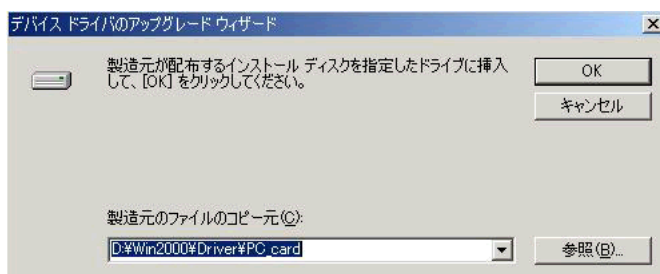 デバイス ドライバのアップグレード ウィザード
製造元が配布するインストール ディスクを指定したドライブに挿入
して、[OK] をクリックしてください。
OK
キャンセル
製造元のファイルのコピー元(C):
D:¥Win2000¥Driver¥PC_card
参照(B)...